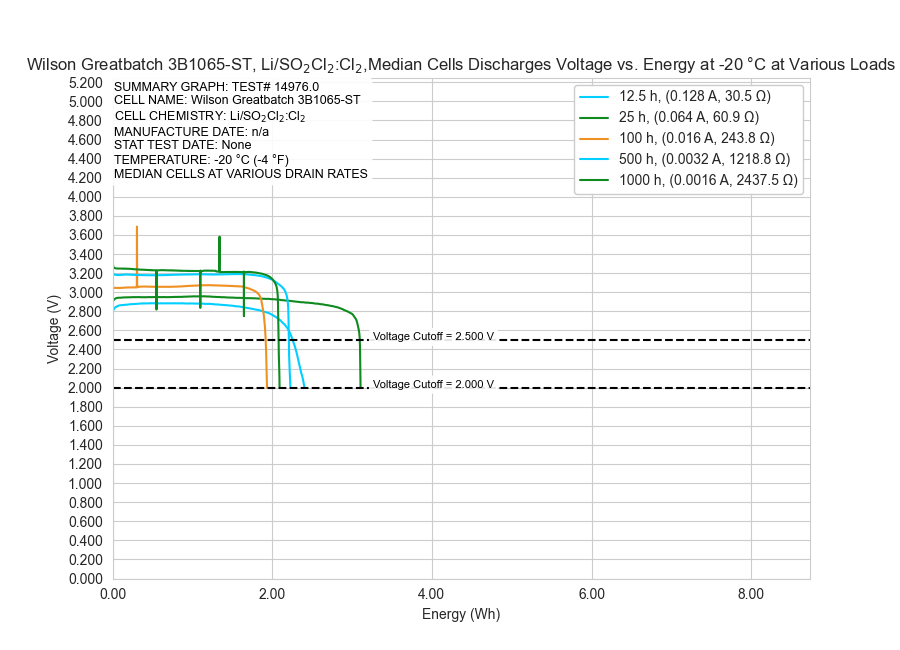 Wilson Greatbatch 3B1065-ST, Li/SO₂Cl₂:Cl₂,Median Cells Discharges Voltage vs. Energy at -20 °C at Various Loads
SUMMARY GRAPH: TEST# 14976.0
CELL NAME: Wilson Greatbatch 3B1065-ST
CELL CHEMISTRY: Li/SO₂Cl₂:Cl₂
MANUFACTURE DATE: n/a
STAT TEST DATE: None
TEMPERATURE: -20 °C (-4 °F)
MEDIAN CELLS AT VARIOUS DRAIN RATES
12.5 h, (0.128 A, 30.5 Ω)
25 h, (0.064 A, 60.9 Ω)
100 h, (0.016 A, 243.8 Ω)
500 h, (0.0032 A, 1218.8 Ω)
1000 h, (0.0016 A, 2437.5 Ω)
Voltage (V)
5.200
5.000
4.800
4.600
4.400
4.200
4.000
3.800
3.600
3.400
3.200
3.000
2.800
2.600
2.400
2.200
2.000
1.800
1.600
1.400
1.200
1.000
0.800
0.600
0.400
0.200
0.000
Voltage Cutoff = 2.500 V
Voltage Cutoff = 2.000 V
0.00
2.00
4.00
6.00
8.00
Energy (Wh)